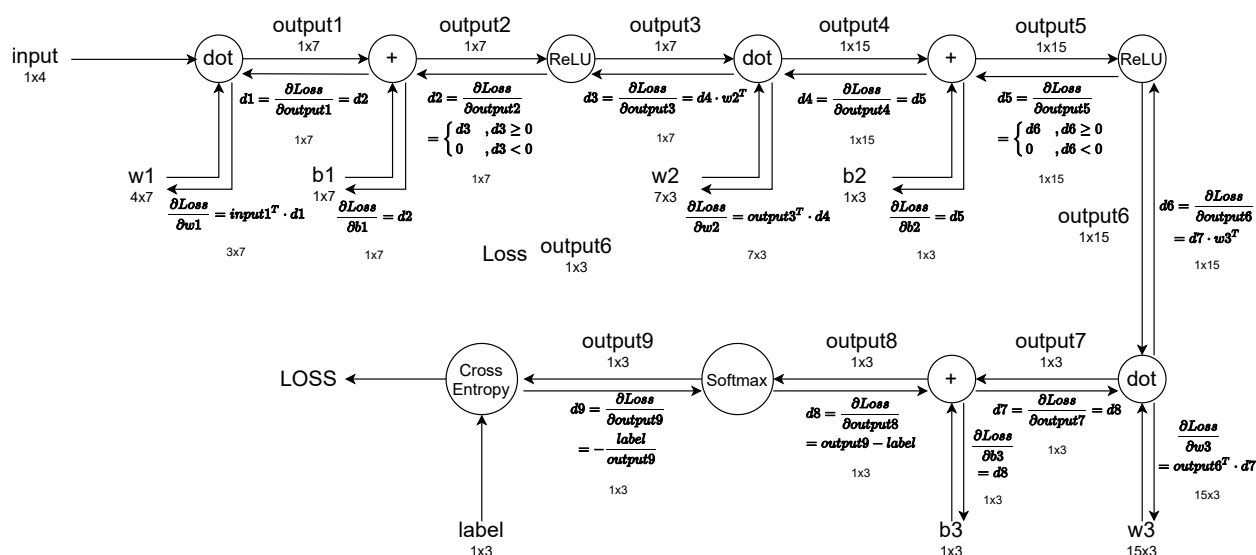 output1
output2
output3
output4
output5
input
1x4
dot
1x7
+
1x7
ReLU
1x7
dot
1x15
+
1x15
ReLU
d1 = ∂Loss/∂output1 = d2
1x7
d2 = ∂Loss/∂output2
= { d3 , d3 ≥ 0
0 , d3 < 0
1x7
d3 = ∂Loss/∂output3 = d4 · w2^T
1x7
d4 = ∂Loss/∂output4 = d5
1x15
d5 = ∂Loss/∂output5
= { d6 , d6 ≥ 0
0 , d6 < 0
1x15
w1
4x7
∂Loss/∂w1 = input1^T · d1
3x7
b1
1x7
∂Loss/∂b1 = d2
1x7
w2
7x3
∂Loss/∂w2 = output3^T · d4
7x3
b2
1x3
∂Loss/∂b2 = d5
1x3
output6
1x15
d6 = ∂Loss/∂output6
= d7 · w3^T
1x15
Loss
output6
1x3
LOSS
Cross
Entropy
output9
1x3
d9 = ∂Loss/∂output9
= − label/output9
1x3
Softmax
output8
1x3
d8 = ∂Loss/∂output8
= output9 − label
1x3
+
output7
1x3
d7 = ∂Loss/∂output7 = d8
1x3
dot
∂Loss/∂b3
= d8
1x3
∂Loss/∂w3
= output6^T · d7
15x3
label
1x3
b3
1x3
w3
15x3